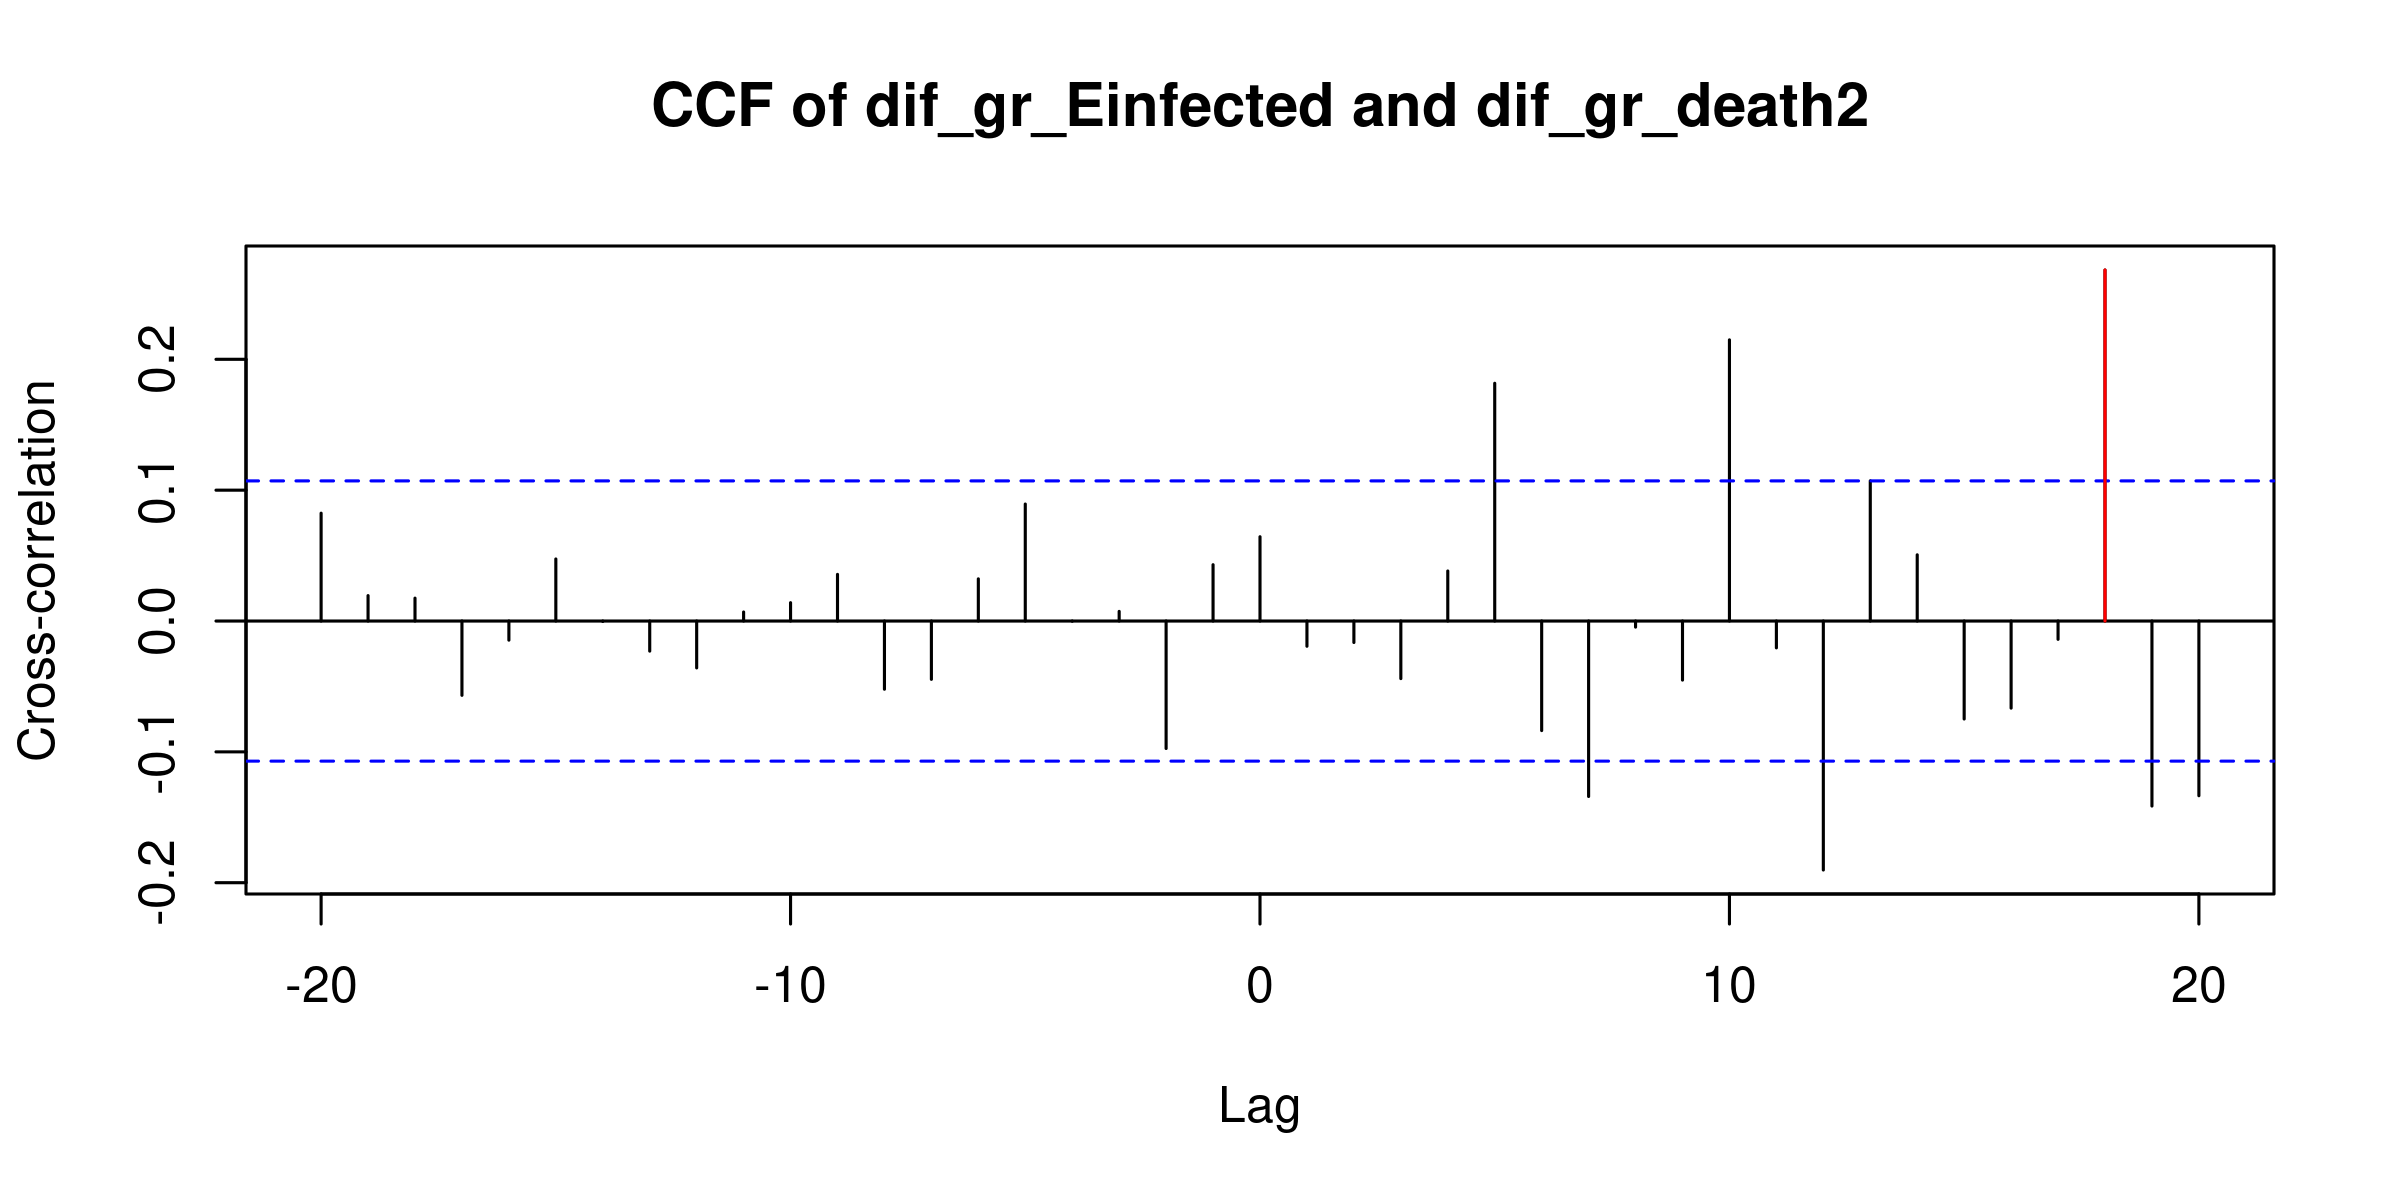 CCF of dif_gr_Einfected and dif_gr_death2
Cross-correlation
0.2
0.1
0.0
-0.1
-0.2
-20 -10 0 10 20
Lag